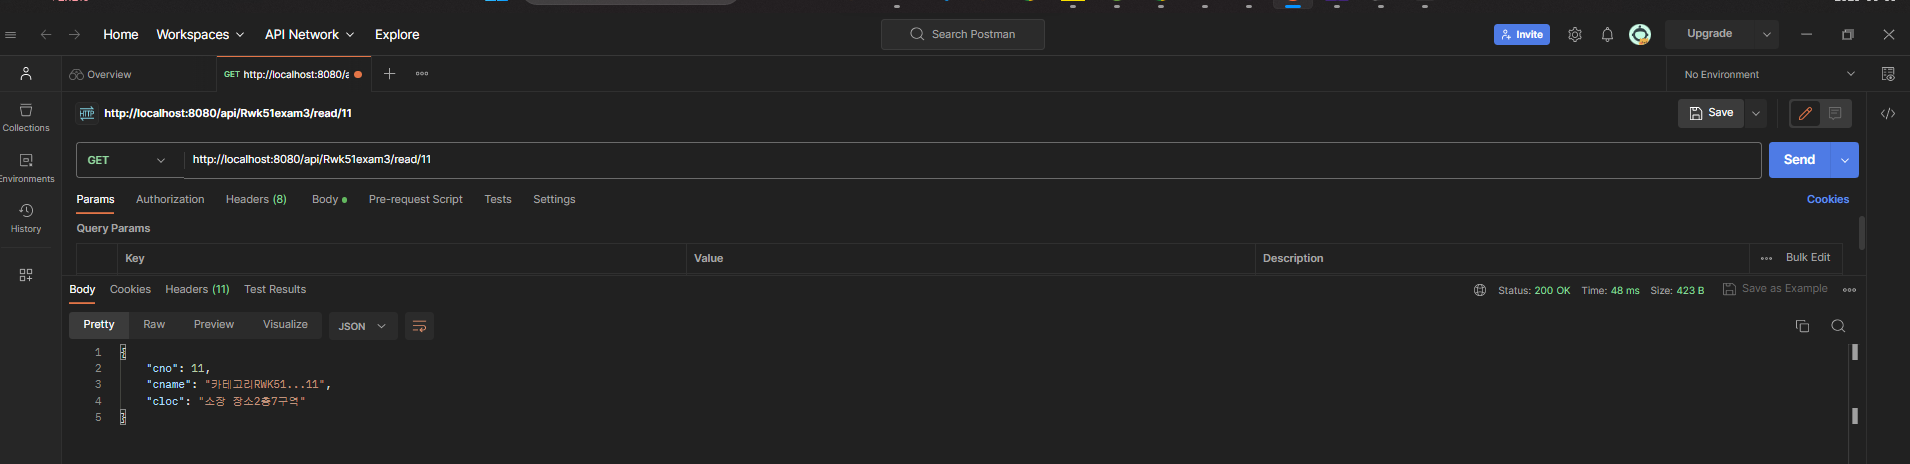 Home Workspaces API Network Explore Search Postman Invite Upgrade
Overview GET http://localhost:8080/a No Environment
http://localhost:8080/api/Rwk51exam3/read/11 Save
Collections
GET http://localhost:8080/api/Rwk51exam3/read/11 Send
Environments
Params Authorization Headers (8) Body Pre-request Script Tests Settings Cookies
History
Query Params
Key Value Description Bulk Edit
Body Cookies Headers (11) Test Results Status: 200 OK Time: 48 ms Size: 423 B Save as Example
Pretty Raw Preview Visualize JSON
1 {
2 "cno": 11,
3 "cname": "카테고리RWK51...11",
4 "cloc": "소장 장소2층7구역"
5 }